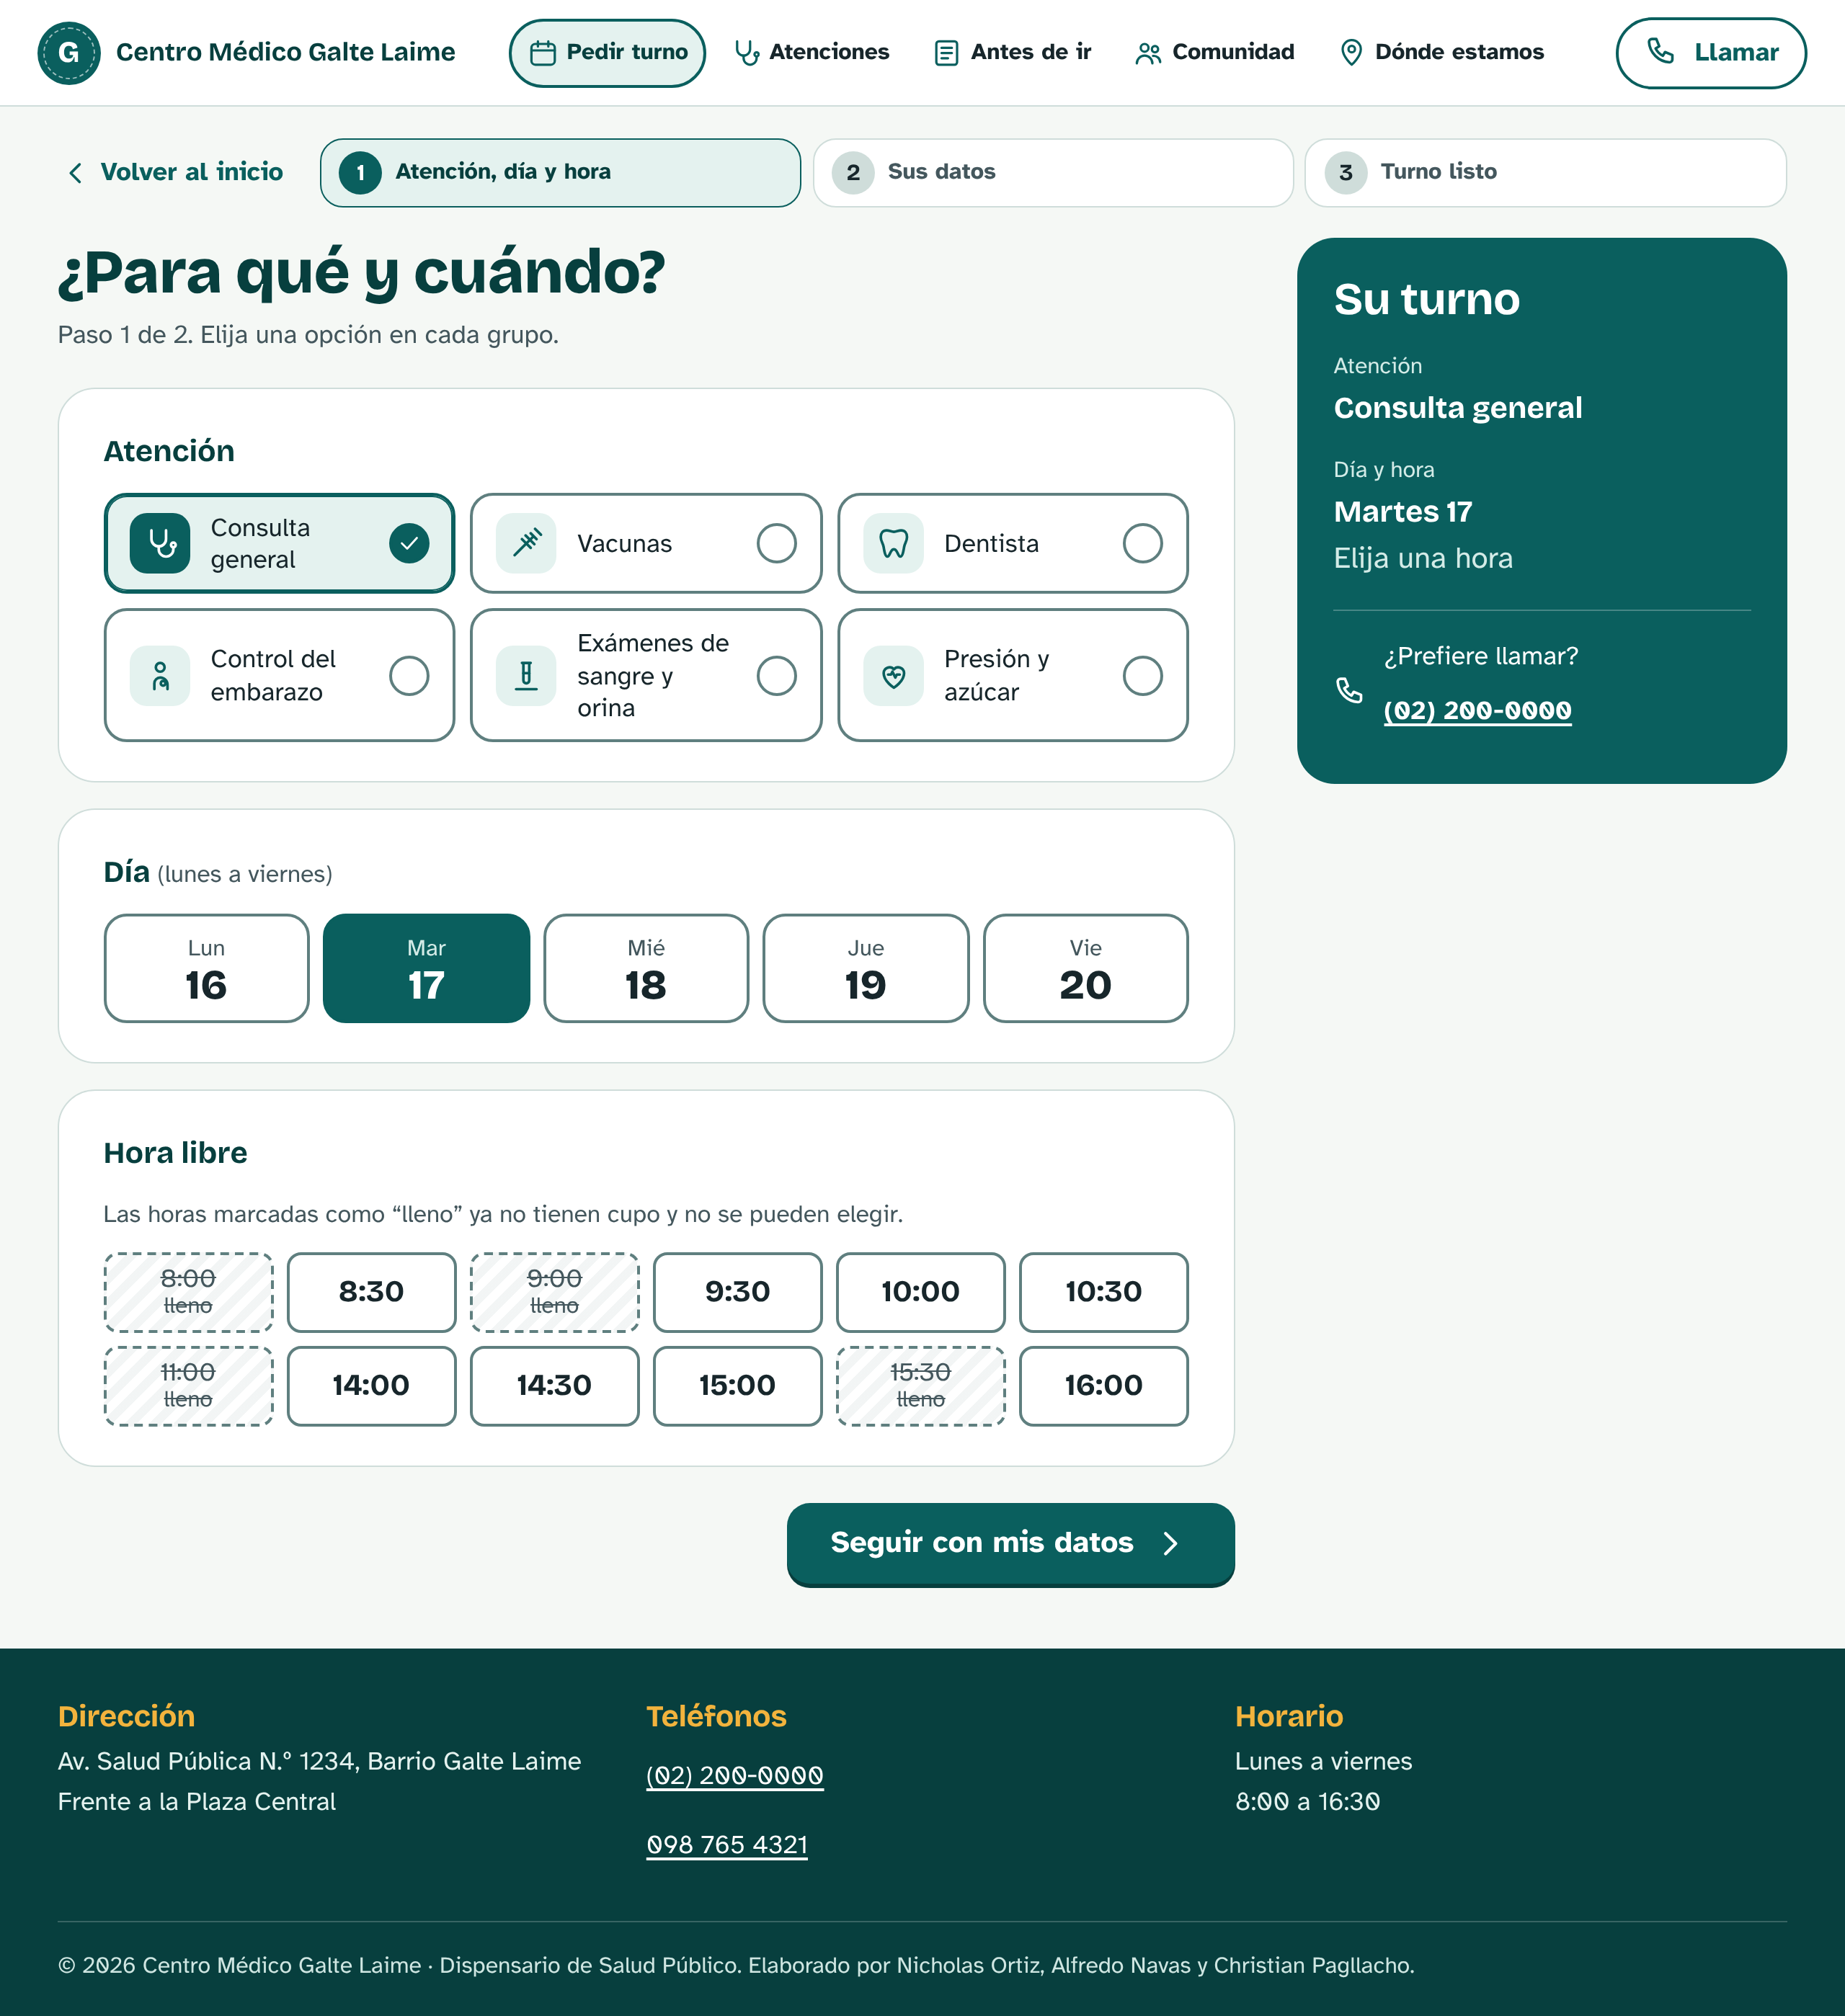 G
Centro Médico Galte Laime
Pedir turno
Atenciones
Antes de ir
Comunidad
Dónde estamos
Llamar
Volver al inicio
1 Atención, día y hora
2 Sus datos
3 Turno listo
¿Para qué y cuándo?
Paso 1 de 2. Elija una opción en cada grupo.
Atención
Consulta
general
Vacunas
Dentista
Control del
embarazo
Exámenes de
sangre y
orina
Presión y
azúcar
Día (lunes a viernes)
Lun
16
Mar
17
Mié
18
Jue
19
Vie
20
Hora libre
Las horas marcadas como “lleno” ya no tienen cupo y no se pueden elegir.
8:00
lleno
8:30
9:00
lleno
9:30
10:00
10:30
11:00
lleno
14:00
14:30
15:00
15:30
lleno
16:00
Seguir con mis datos
Su turno
Atención
Consulta general
Día y hora
Martes 17
Elija una hora
¿Prefiere llamar?
(02) 200-0000
Dirección
Av. Salud Pública N.º 1234, Barrio Galte Laime
Frente a la Plaza Central
Teléfonos
(02) 200-0000
098 765 4321
Horario
Lunes a viernes
8:00 a 16:30
© 2026 Centro Médico Galte Laime · Dispensario de Salud Público. Elaborado por Nicholas Ortiz, Alfredo Navas y Christian Pagllacho.